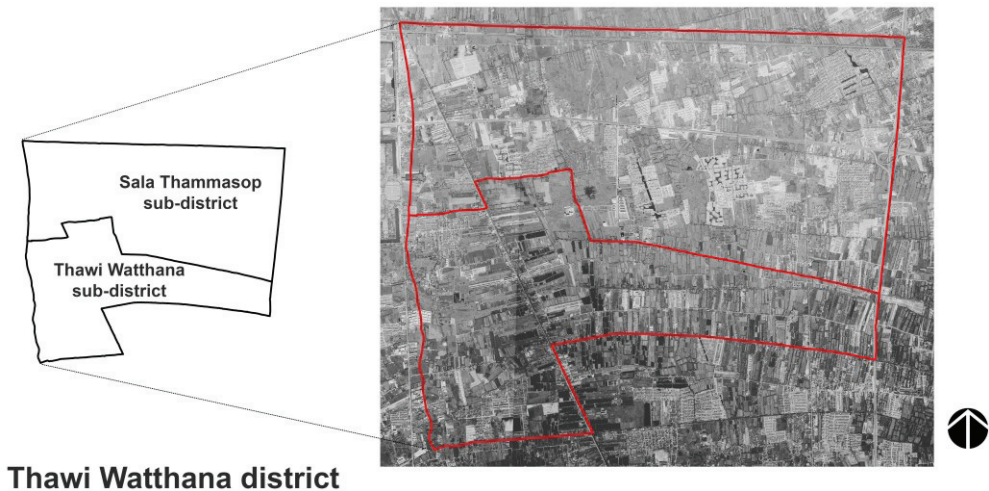 Sala Thammasop
sub-district
Thawi Watthana
sub-district
Thawi Watthana district